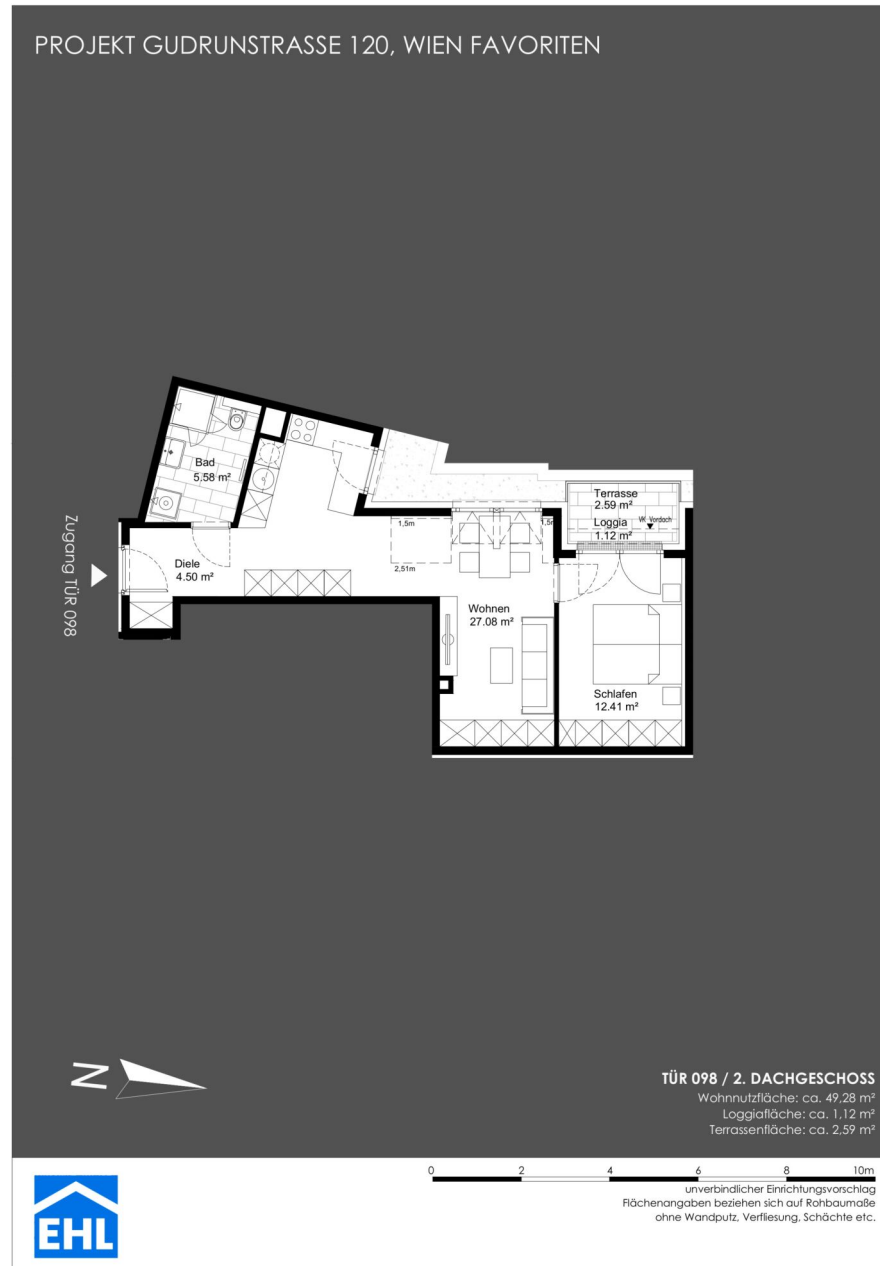 PROJEKT GUDRUNSTRASSE 120, WIEN FAVORITEN
Bad
5.58 m²
Terrasse
2.59 m²
Loggia
VK Vordach
1.12 m²
1,5m
1,5m
2,51m
Diele
4.50 m²
Zugang TÜR 098
Wohnen
27.08 m²
Schlafen
12.41 m²
N
TÜR 098 / 2. DACHGESCHOSS
Wohnnutzfläche: ca. 49,28 m²
Loggiafläche: ca. 1,12 m²
Terrassenfläche: ca. 2,59 m²
0 2 4 6 8 10m
unverbindlicher Einrichtungsvorschlag
Flächenangaben beziehen sich auf Rohbaumaße
ohne Wandputz, Verfliesung, Schächte etc.
EHL